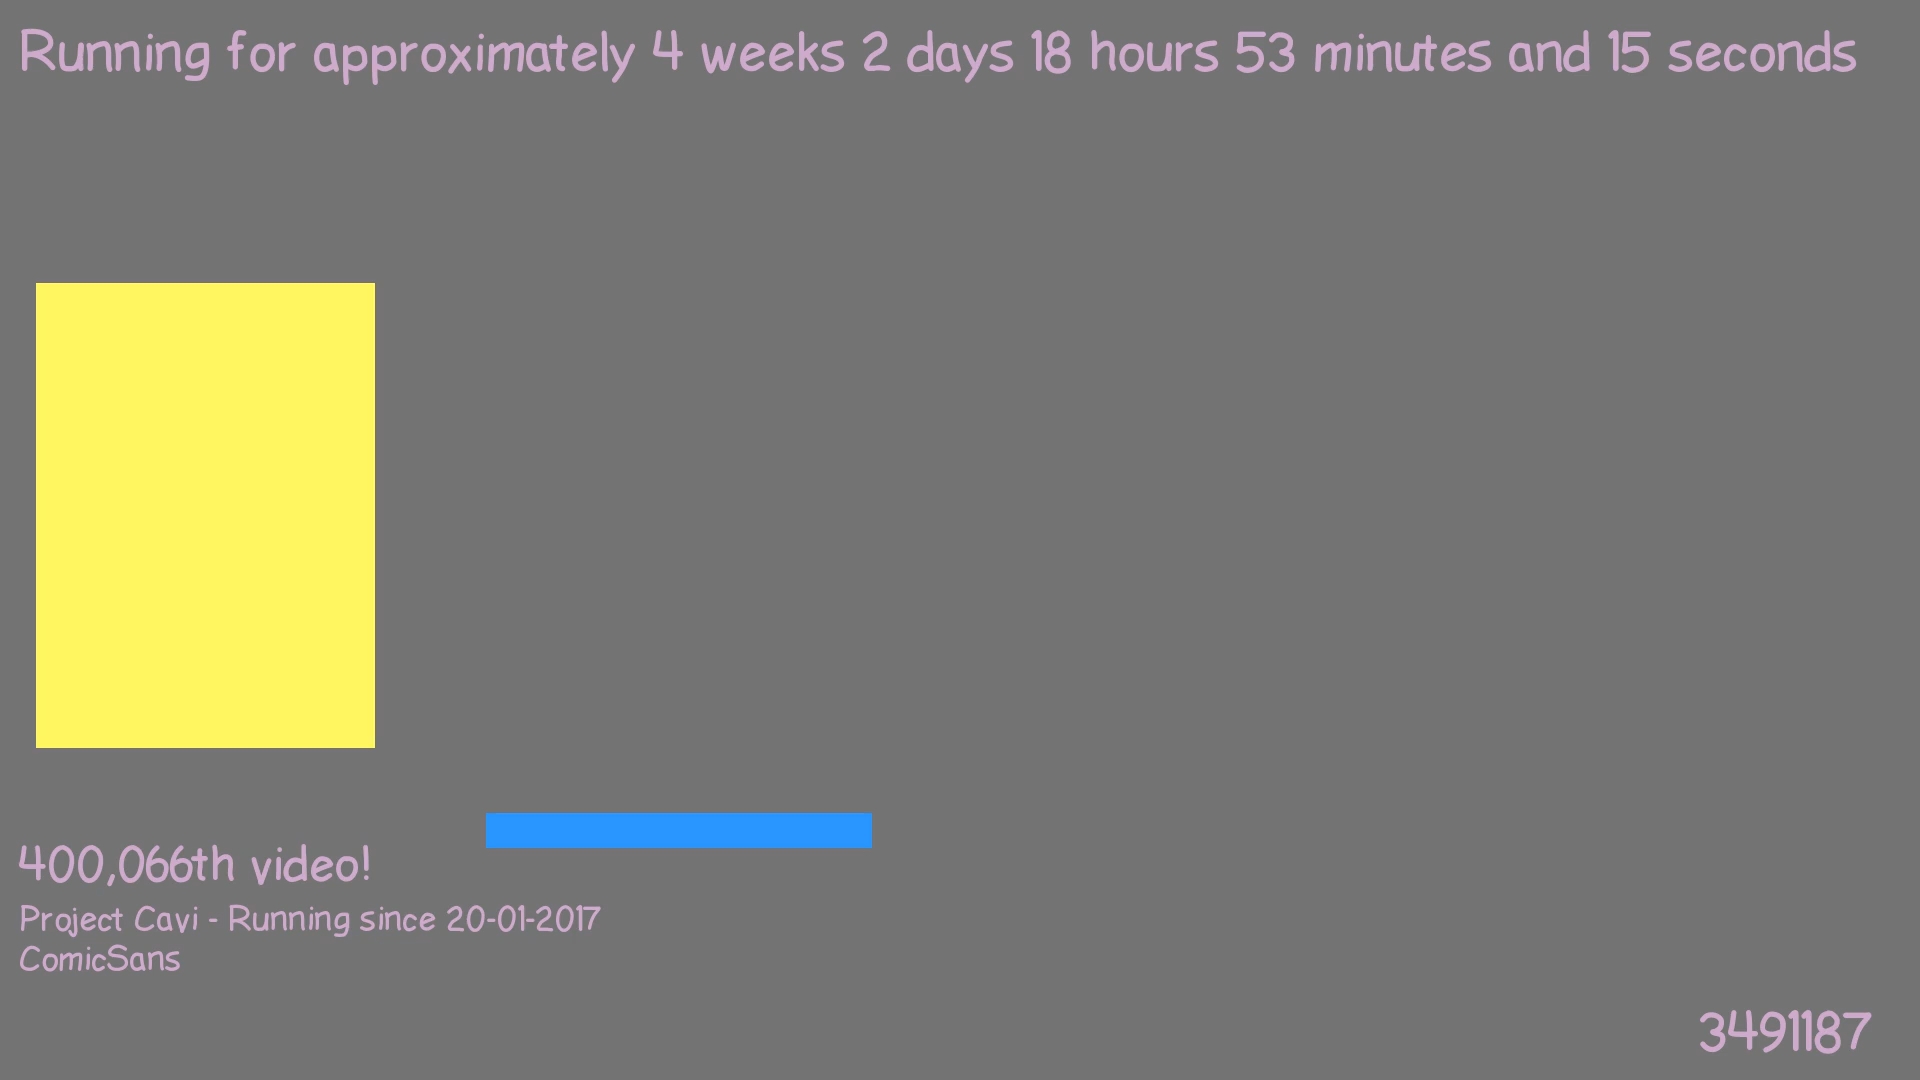 Running for approximately 4 weeks 2 days 18 hours 53 minutes and 15 seconds
400,066th video!
Project Cavi - Running since 20-01-2017
ComicSans
3491187